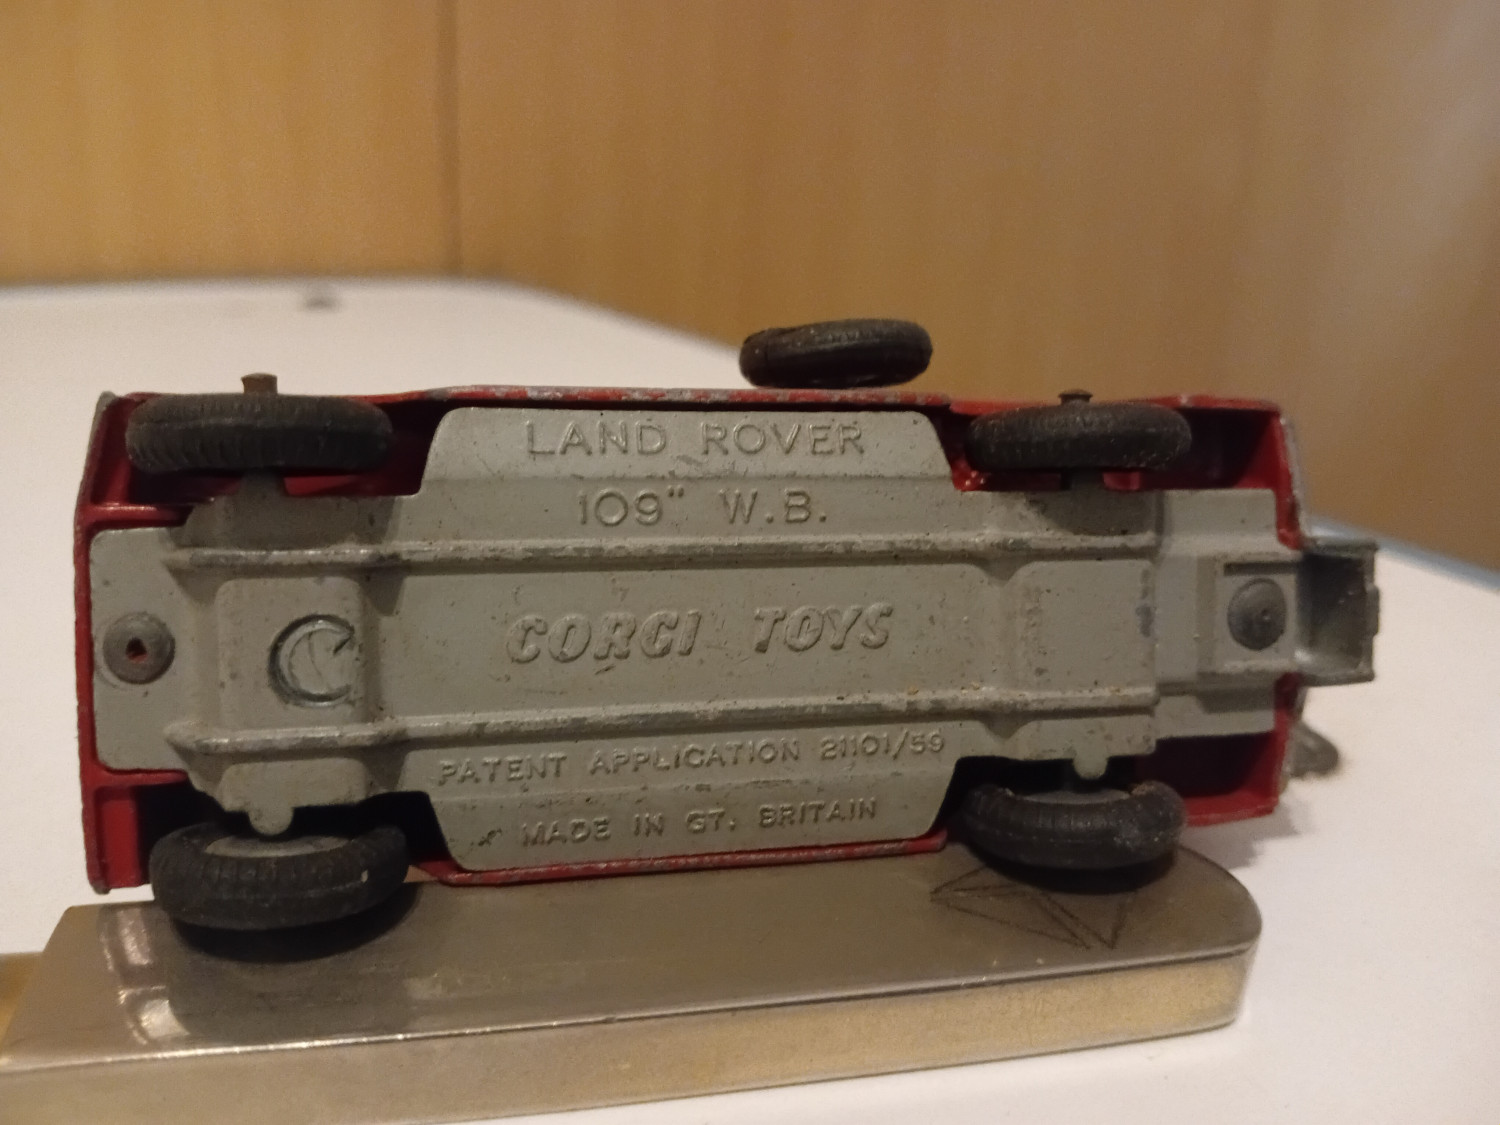 LAND ROVER
109" W.B.
CORGI TOYS
PATENT APPLICATION 21101/59
MADE IN GT. BRITAIN